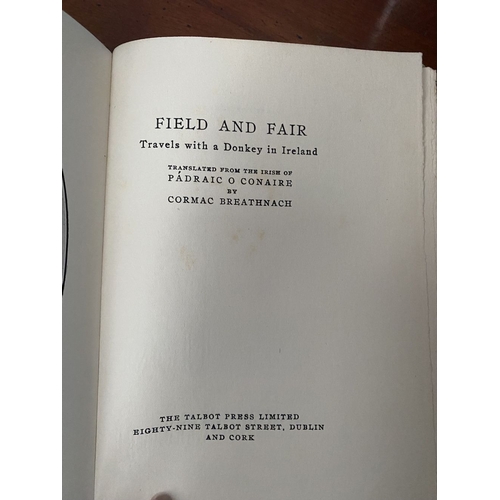 FIELD AND FAIR
Travels with a Donkey in Ireland
TRANSLATED FROM THE IRISH OF
PÁDRAIC O CONAIRE
BY
CORMAC BREATHNACH
THE TALBOT PRESS LIMITED
EIGHTY-NINE TALBOT STREET, DUBLIN
AND CORK